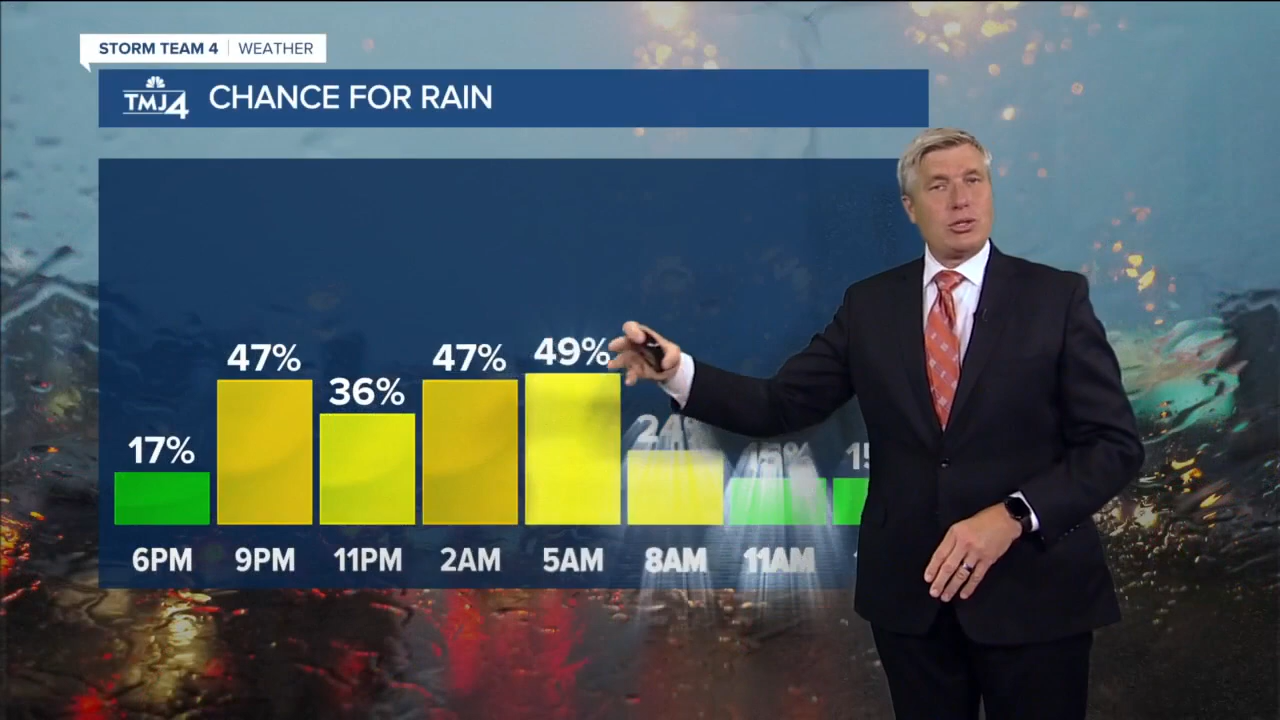 STORM TEAM 4 | WEATHER
TMJ4 CHANCE FOR RAIN
17% 47% 36% 47% 49% 24%
6PM 9PM 11PM 2AM 5AM 8AM 11AM